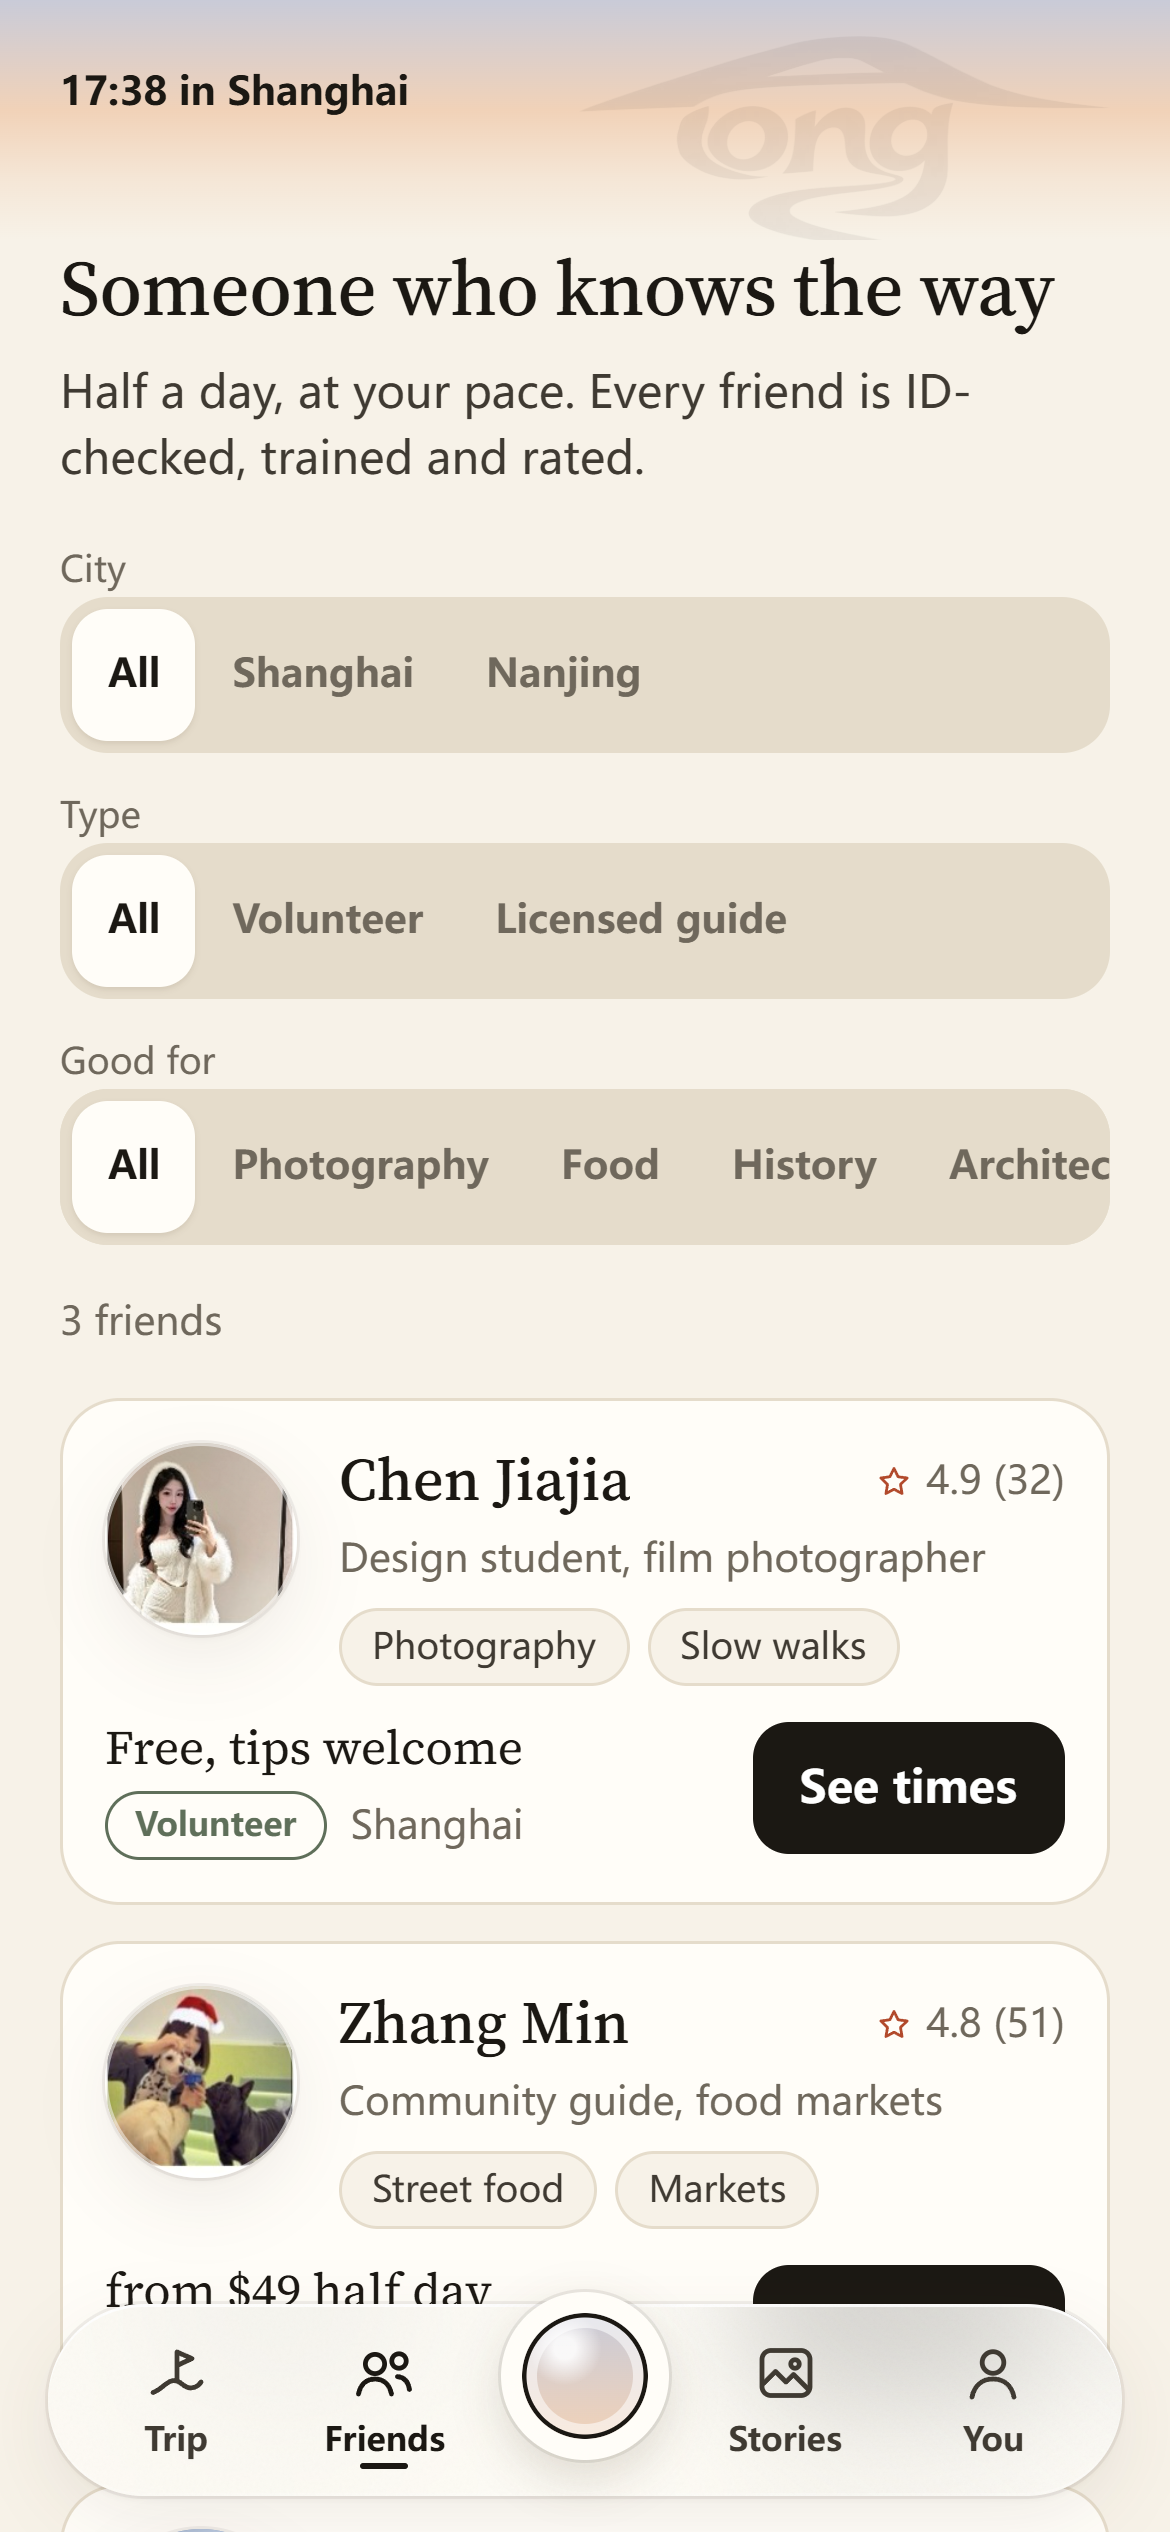 17:38 in Shanghai
long
Someone who knows the way
Half a day, at your pace. Every friend is ID-
checked, trained and rated.
City
All Shanghai Nanjing
Type
All Volunteer Licensed guide
Good for
All Photography Food History Architec
3 friends
Chen Jiajia 4.9 (32)
Design student, film photographer
Photography Slow walks
Free, tips welcome
See times
Volunteer Shanghai
Zhang Min 4.8 (51)
Community guide, food markets
Street food Markets
from $49 half day
Trip Friends Stories You